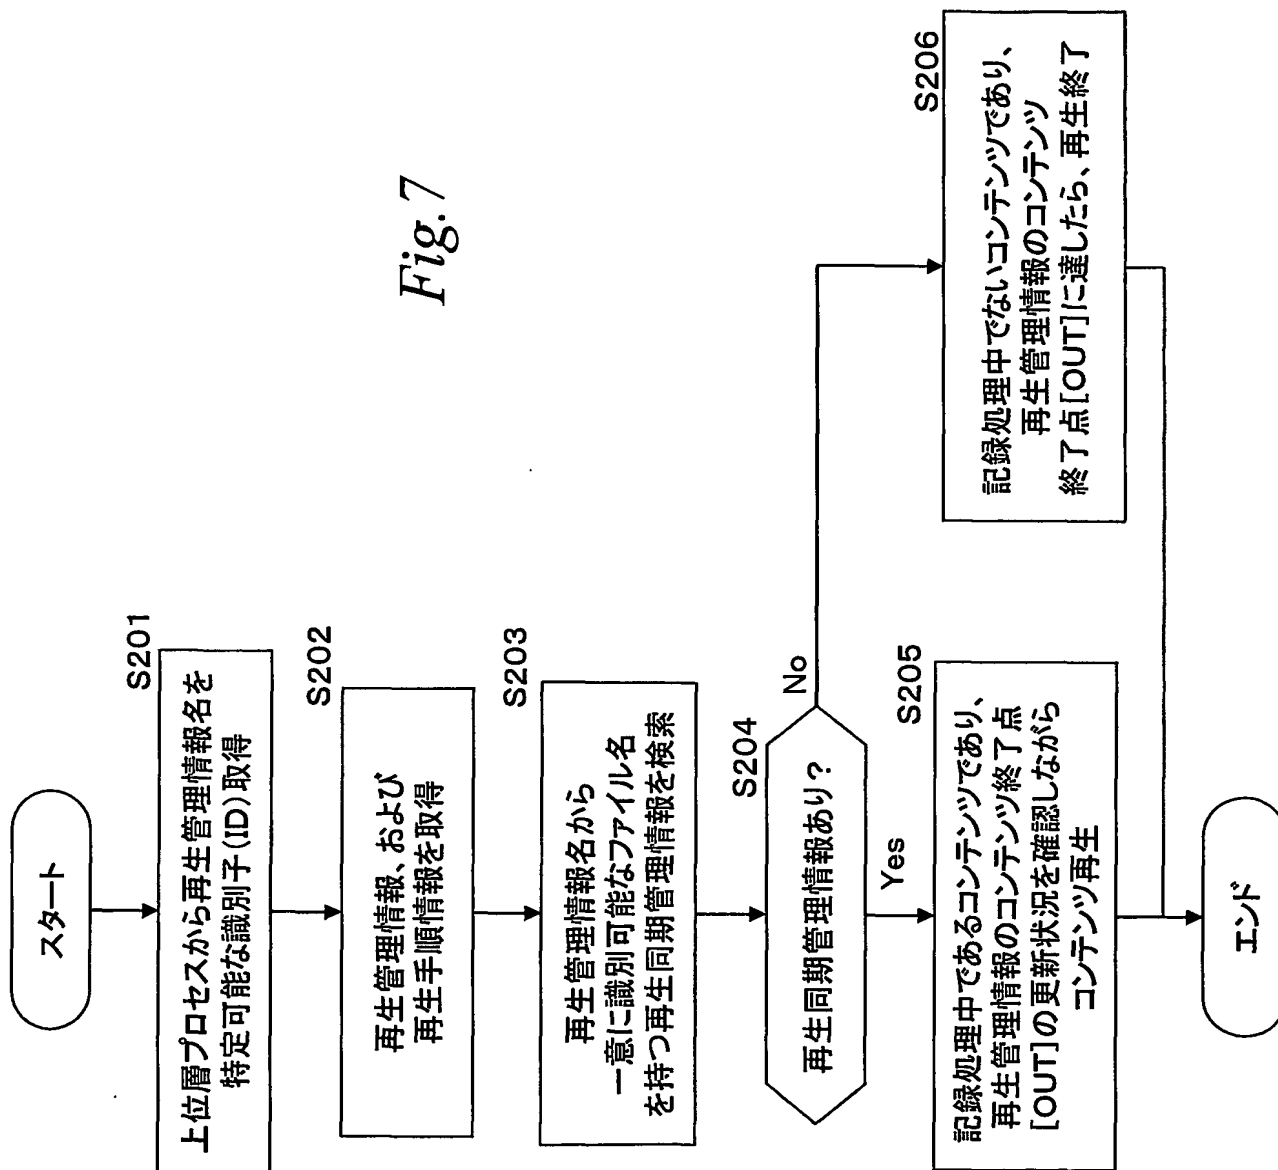 Fig.7
スタート
S201
上位層プロセスから再生管理情報名を
特定可能な識別子(ID)取得
S202
再生管理情報、および
再生手順情報を取得
S203
再生管理情報名から
一意に識別可能なファイル名
を持つ再生同期管理情報を検索
S204
再生同期管理情報あり?
Yes
No
S205
記録処理中であるコンテンツであり、
再生管理情報のコンテンツ終了点
[OUT]の更新状況を確認しながら
コンテンツ再生
S206
記録処理中でないコンテンツであり、
再生管理情報のコンテンツ
終了点[OUT]に達したら、再生終了
エンド